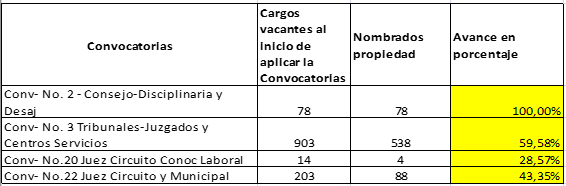 Convocatorias
Cargos
vacantes al
inicio de
aplicar la
Convocatorias
Nombrados
propiedad
Avance en
porcentaje
Conv- No. 2 - Consejo-Disciplinaria y
Desaj
78
78
100,00%
Conv- No. 3 Tribunales-Juzgados y
Centros Servicios
903
538
59,58%
Conv- No.20 Juez Circuito Conoc Laboral
14
4
28,57%
Conv- No.22 Juez Circuito y Municipal
203
88
43,35%